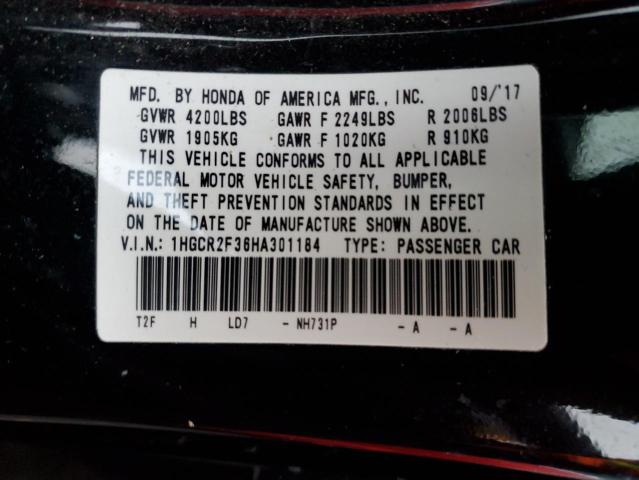 MFD. BY HONDA OF AMERICA MFG., INC. 09/'17
GVWR 4200LBS GAWR F 2249LBS R 2006LBS
GVWR 1905KG GAWR F 1020KG R 910KG
THIS VEHICLE CONFORMS TO ALL APPLICABLE
FEDERAL MOTOR VEHICLE SAFETY, BUMPER,
AND THEFT PREVENTION STANDARDS IN EFFECT
ON THE DATE OF MANUFACTURE SHOWN ABOVE.
V.I.N.: 1HGCR2F36HA301184 TYPE: PASSENGER CAR
T2F H LD7 - NH731P - A - A